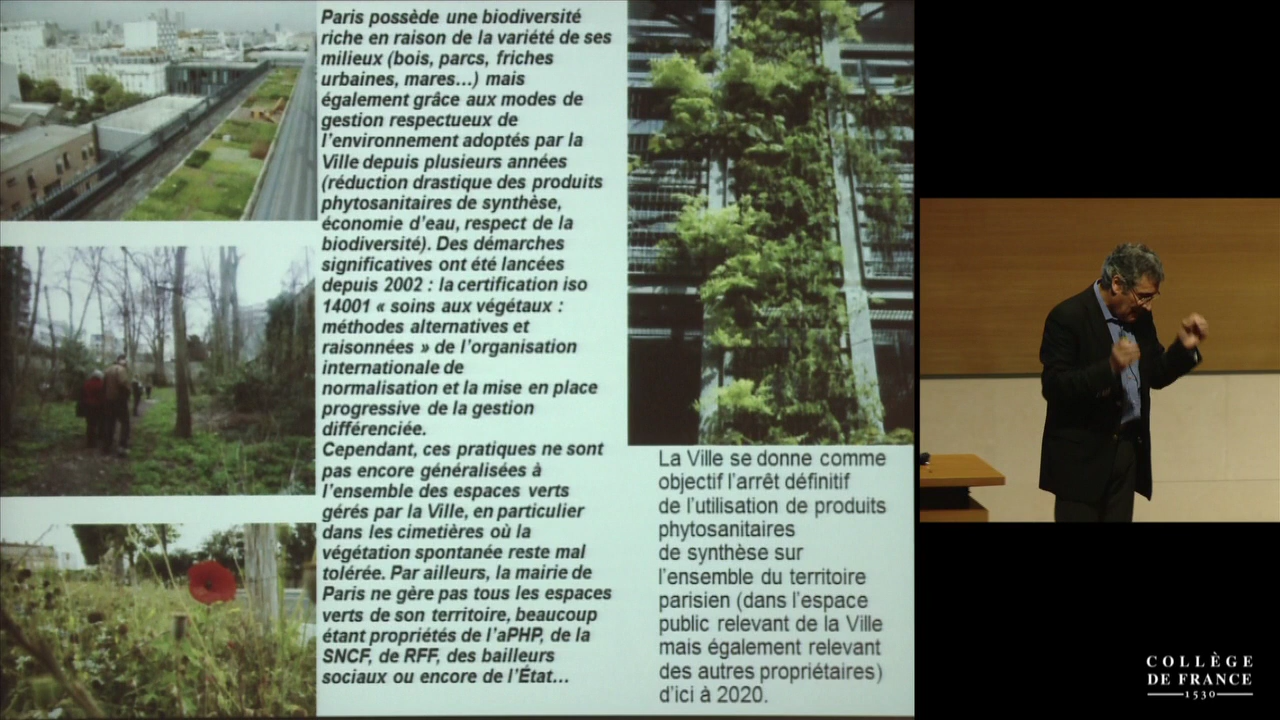 Paris possède une biodiversité
riche en raison de la variété de ses
milieux (bois, parcs, friches
urbaines, mares...) mais
également grâce aux modes de
gestion respectueux de
l'environnement adoptés par la
Ville depuis plusieurs années
(réduction drastique des produits
phytosanitaires de synthèse,
économie d'eau, respect de la
biodiversité). Des démarches
significatives ont été lancées
depuis 2002 : la certification iso
14001 « soins aux végétaux :
méthodes alternatives et
raisonnées » de l'organisation
internationale de
normalisation et la mise en place
progressive de la gestion
différenciée.
Cependant, ces pratiques ne sont
pas encore généralisées à
l'ensemble des espaces verts
gérés par la Ville, en particulier
dans les cimetières où la
végétation spontanée reste mal
tolérée. Par ailleurs, la mairie de
Paris ne gère pas tous les espaces
verts de son territoire, beaucoup
étant propriétés de l'aPHP, de la
SNCF, de RFF, des bailleurs
sociaux ou encore de l'État...
La Ville se donne comme
objectif l'arrêt définitif
de l'utilisation de produits
phytosanitaires
de synthèse sur
l'ensemble du territoire
parisien (dans l'espace
public relevant de la Ville
mais également relevant
des autres propriétaires)
d'ici à 2020.
COLLÈGE
DE FRANCE
1530